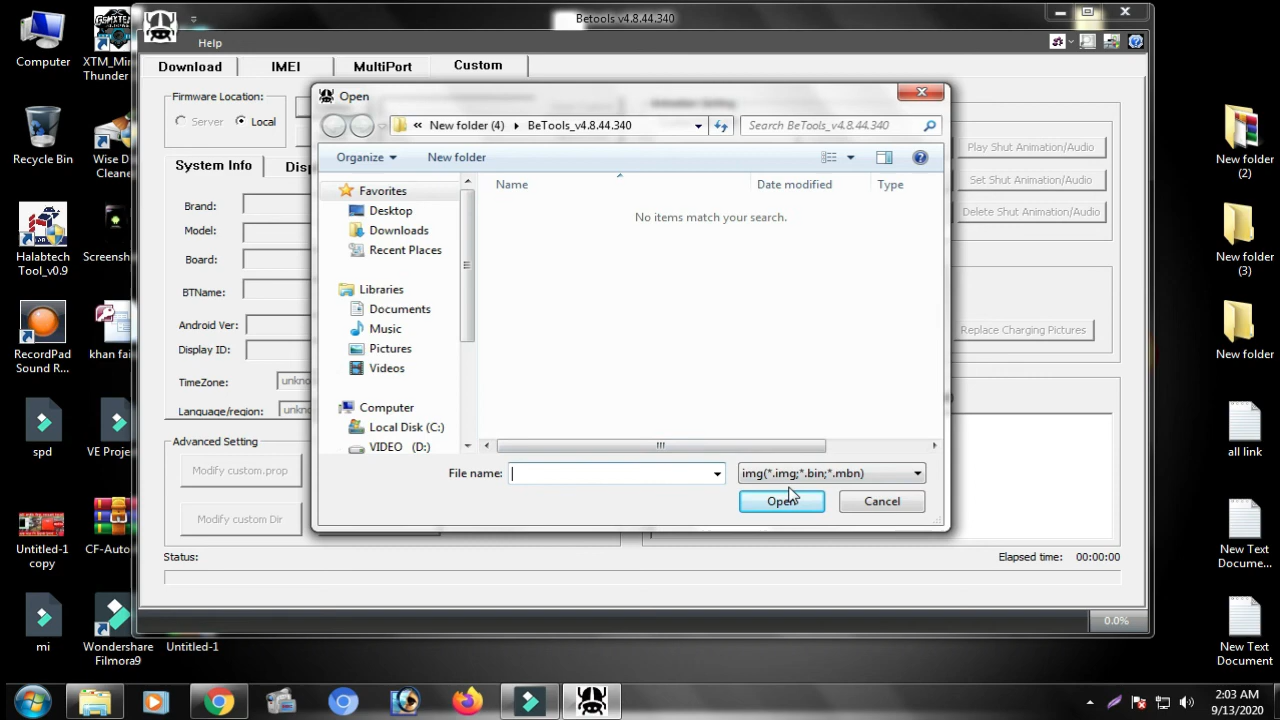 Betools v4.8.44.340
Help
Download
IMEI
MultiPort
Custom
Firmware Location:
Server
Local
System Info
Brand:
Model:
Board:
BTName:
Android Ver:
Display ID:
TimeZone:
Language/region:
Advanced Setting
Modify custom.prop
Modify custom Dir
Status:
Elapsed time: 00:00:00
0.0%
Play Shut Animation/Audio
Set Shut Animation/Audio
Delete Shut Animation/Audio
Replace Charging Pictures
Open
« New folder (4) BeTools_v4.8.44.340
Search BeTools_v4.8.44.340
Organize
New folder
Name
Date modified
Type
No items match your search.
Favorites
Desktop
Downloads
Recent Places
Libraries
Documents
Music
Pictures
Videos
Computer
Local Disk (C:)
VIDEO (D:)
File name:
img(*.img;*.bin;*.mbn)
Open
Cancel
Computer
Recycle Bin
Halabtech
Tool_v0.9
RecordPad
Sound R...
spd
Untitled-1
copy
mi
XTM_Mi
Thunder
Wise D
Cleane
Screensh
khan fai
VE Proje
CF-Auto
Wondershare
Filmora9
Untitled-1
New folder
(2)
New folder
(3)
New folder
all link
New Text
Docume...
New Text
Document
2:03 AM
9/13/2020